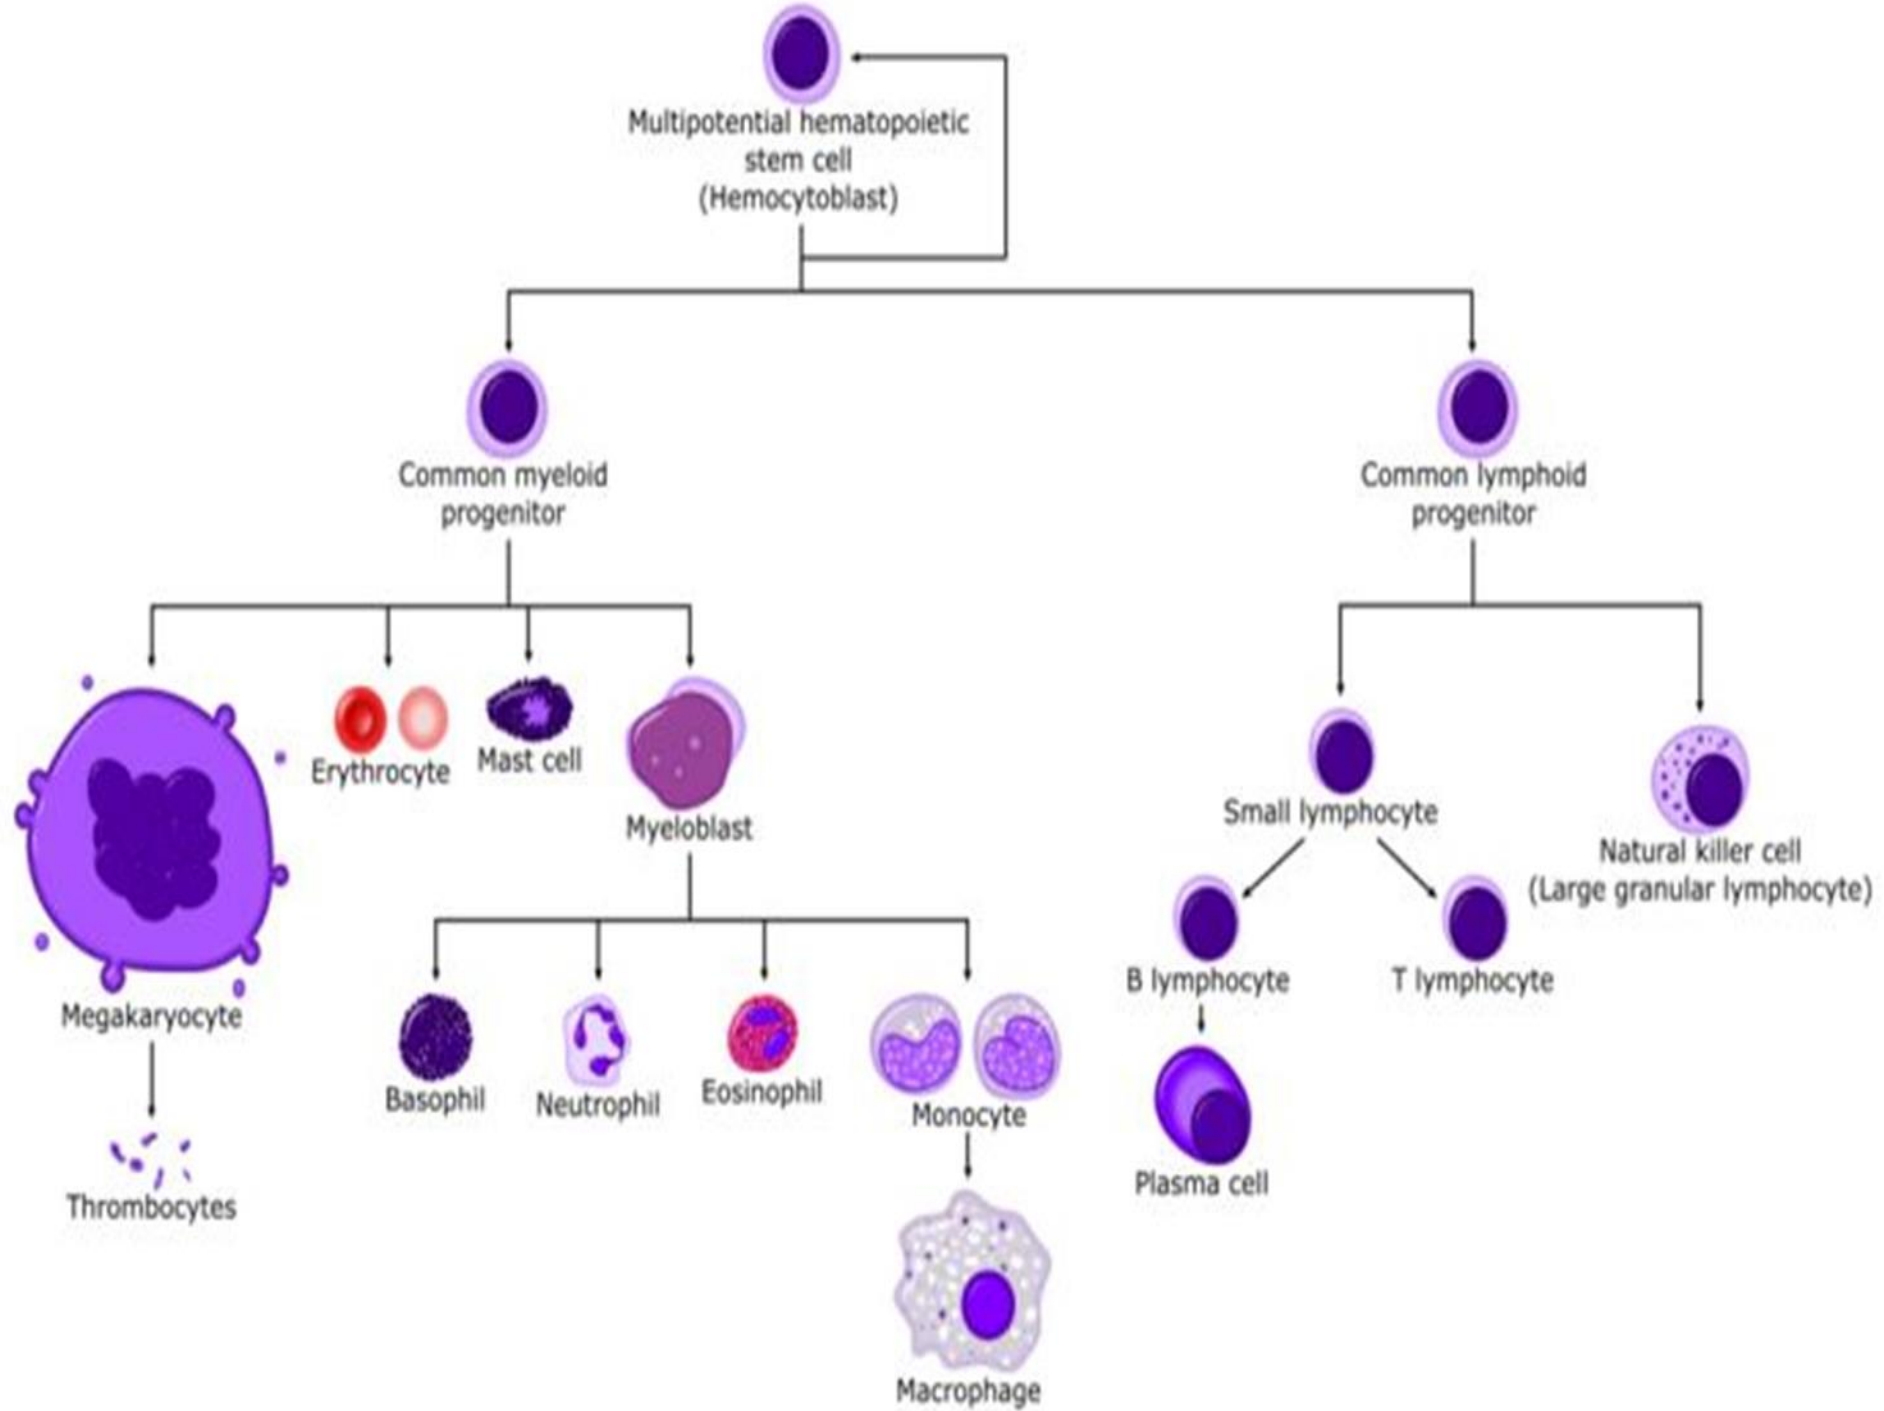 Multipotential hematopoietic
stem cell
(Hemocytoblast)
Common myeloid
progenitor
Common lymphoid
progenitor
Erythrocyte
Mast cell
Myeloblast
Small lymphocyte
Natural killer cell
(Large granular lymphocyte)
B lymphocyte
T lymphocyte
Megakaryocyte
Basophil
Neutrophil
Eosinophil
Monocyte
Plasma cell
Thrombocytes
Macrophage